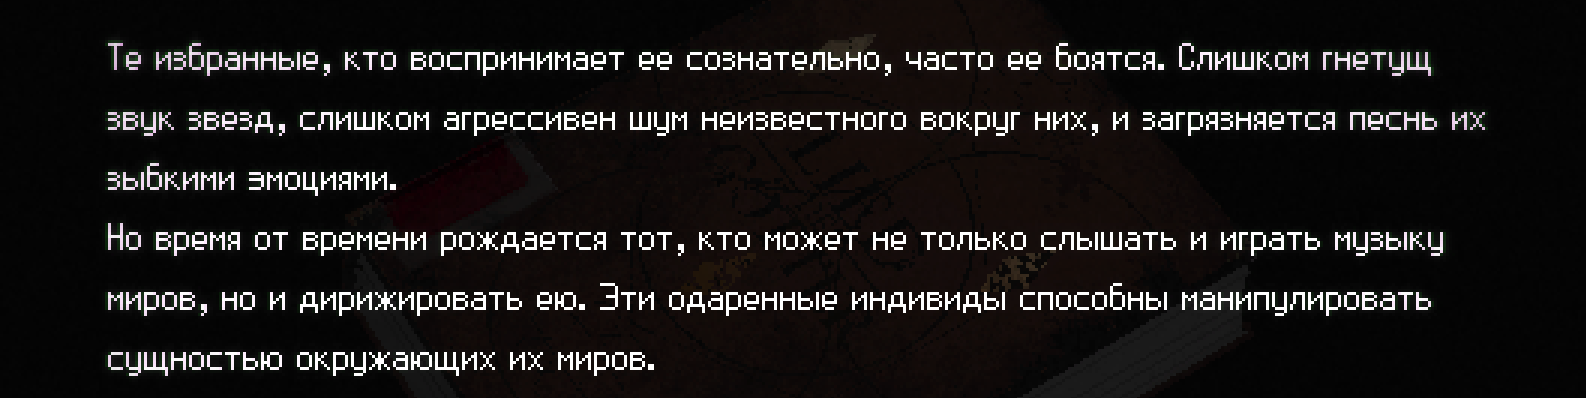 Те избранные, кто воспринимает ее сознательно, часто ее боятся. Слишком гнетущ
звук звезд, слишком агрессивен шум неизвестного вокруг них, и загрязняется песнь их
зыбкими эмоциями.
Но время от времени рождается тот, кто может не только слышать и играть музыку
миров, но и дирижировать ею. Эти одаренные индивиды способны манипулировать
сущностью окружающих их миров.